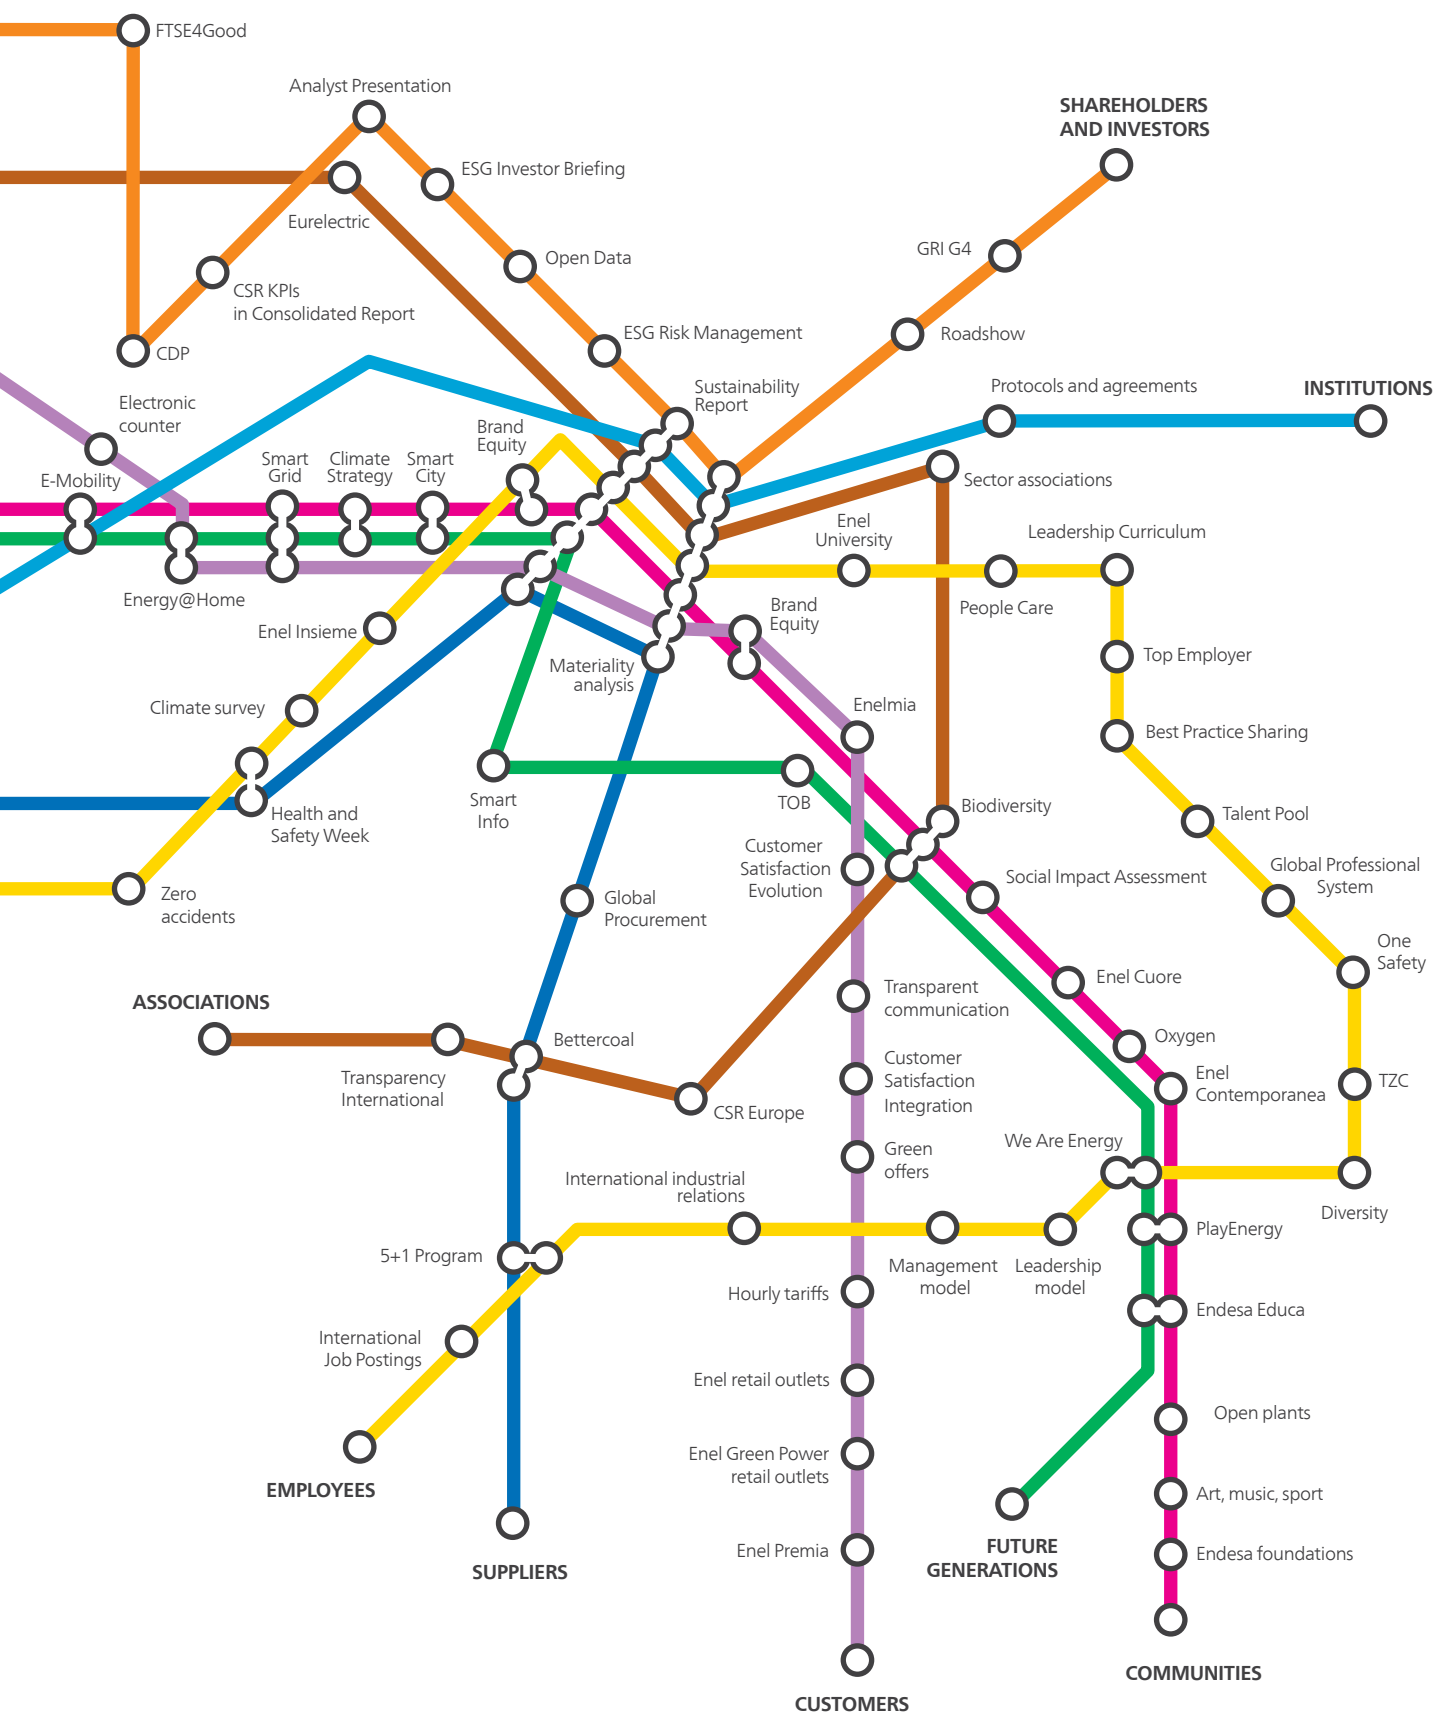 FTSE4Good
Analyst Presentation
SHAREHOLDERS
AND INVESTORS
ESG Investor Briefing
Eurelectric
GRI G4
Open Data
CSR KPIs
in Consolidated Report
ESG Risk Management
Roadshow
CDP
Sustainability
Report
Protocols and agreements
INSTITUTIONS
Electronic
counter
Brand
Equity
E-Mobility
Smart
Grid
Climate
Strategy
Smart
City
Sector associations
Enel
University
Leadership Curriculum
Energy@Home
People Care
Enel Insieme
Brand
Equity
Materiality
analysis
Top Employer
Climate survey
Enelmia
Best Practice Sharing
Smart
Info
TOB
Biodiversity
Health and
Safety Week
Talent Pool
Customer
Satisfaction
Evolution
Social Impact Assessment
Global Professional
System
Zero
accidents
Global
Procurement
One
Safety
Enel Cuore
ASSOCIATIONS
Transparent
communication
Bettercoal
Oxygen
Transparency
International
Customer
Satisfaction
Integration
Enel
Contemporanea
TZC
CSR Europe
We Are Energy
Green
offers
International industrial
relations
Diversity
PlayEnergy
5+1 Program
Management
model
Leadership
model
Hourly tariffs
Endesa Educa
International
Job Postings
Enel retail outlets
Open plants
Enel Green Power
retail outlets
EMPLOYEES
Art, music, sport
FUTURE
GENERATIONS
Enel Premia
Endesa foundations
SUPPLIERS
COMMUNITIES
CUSTOMERS